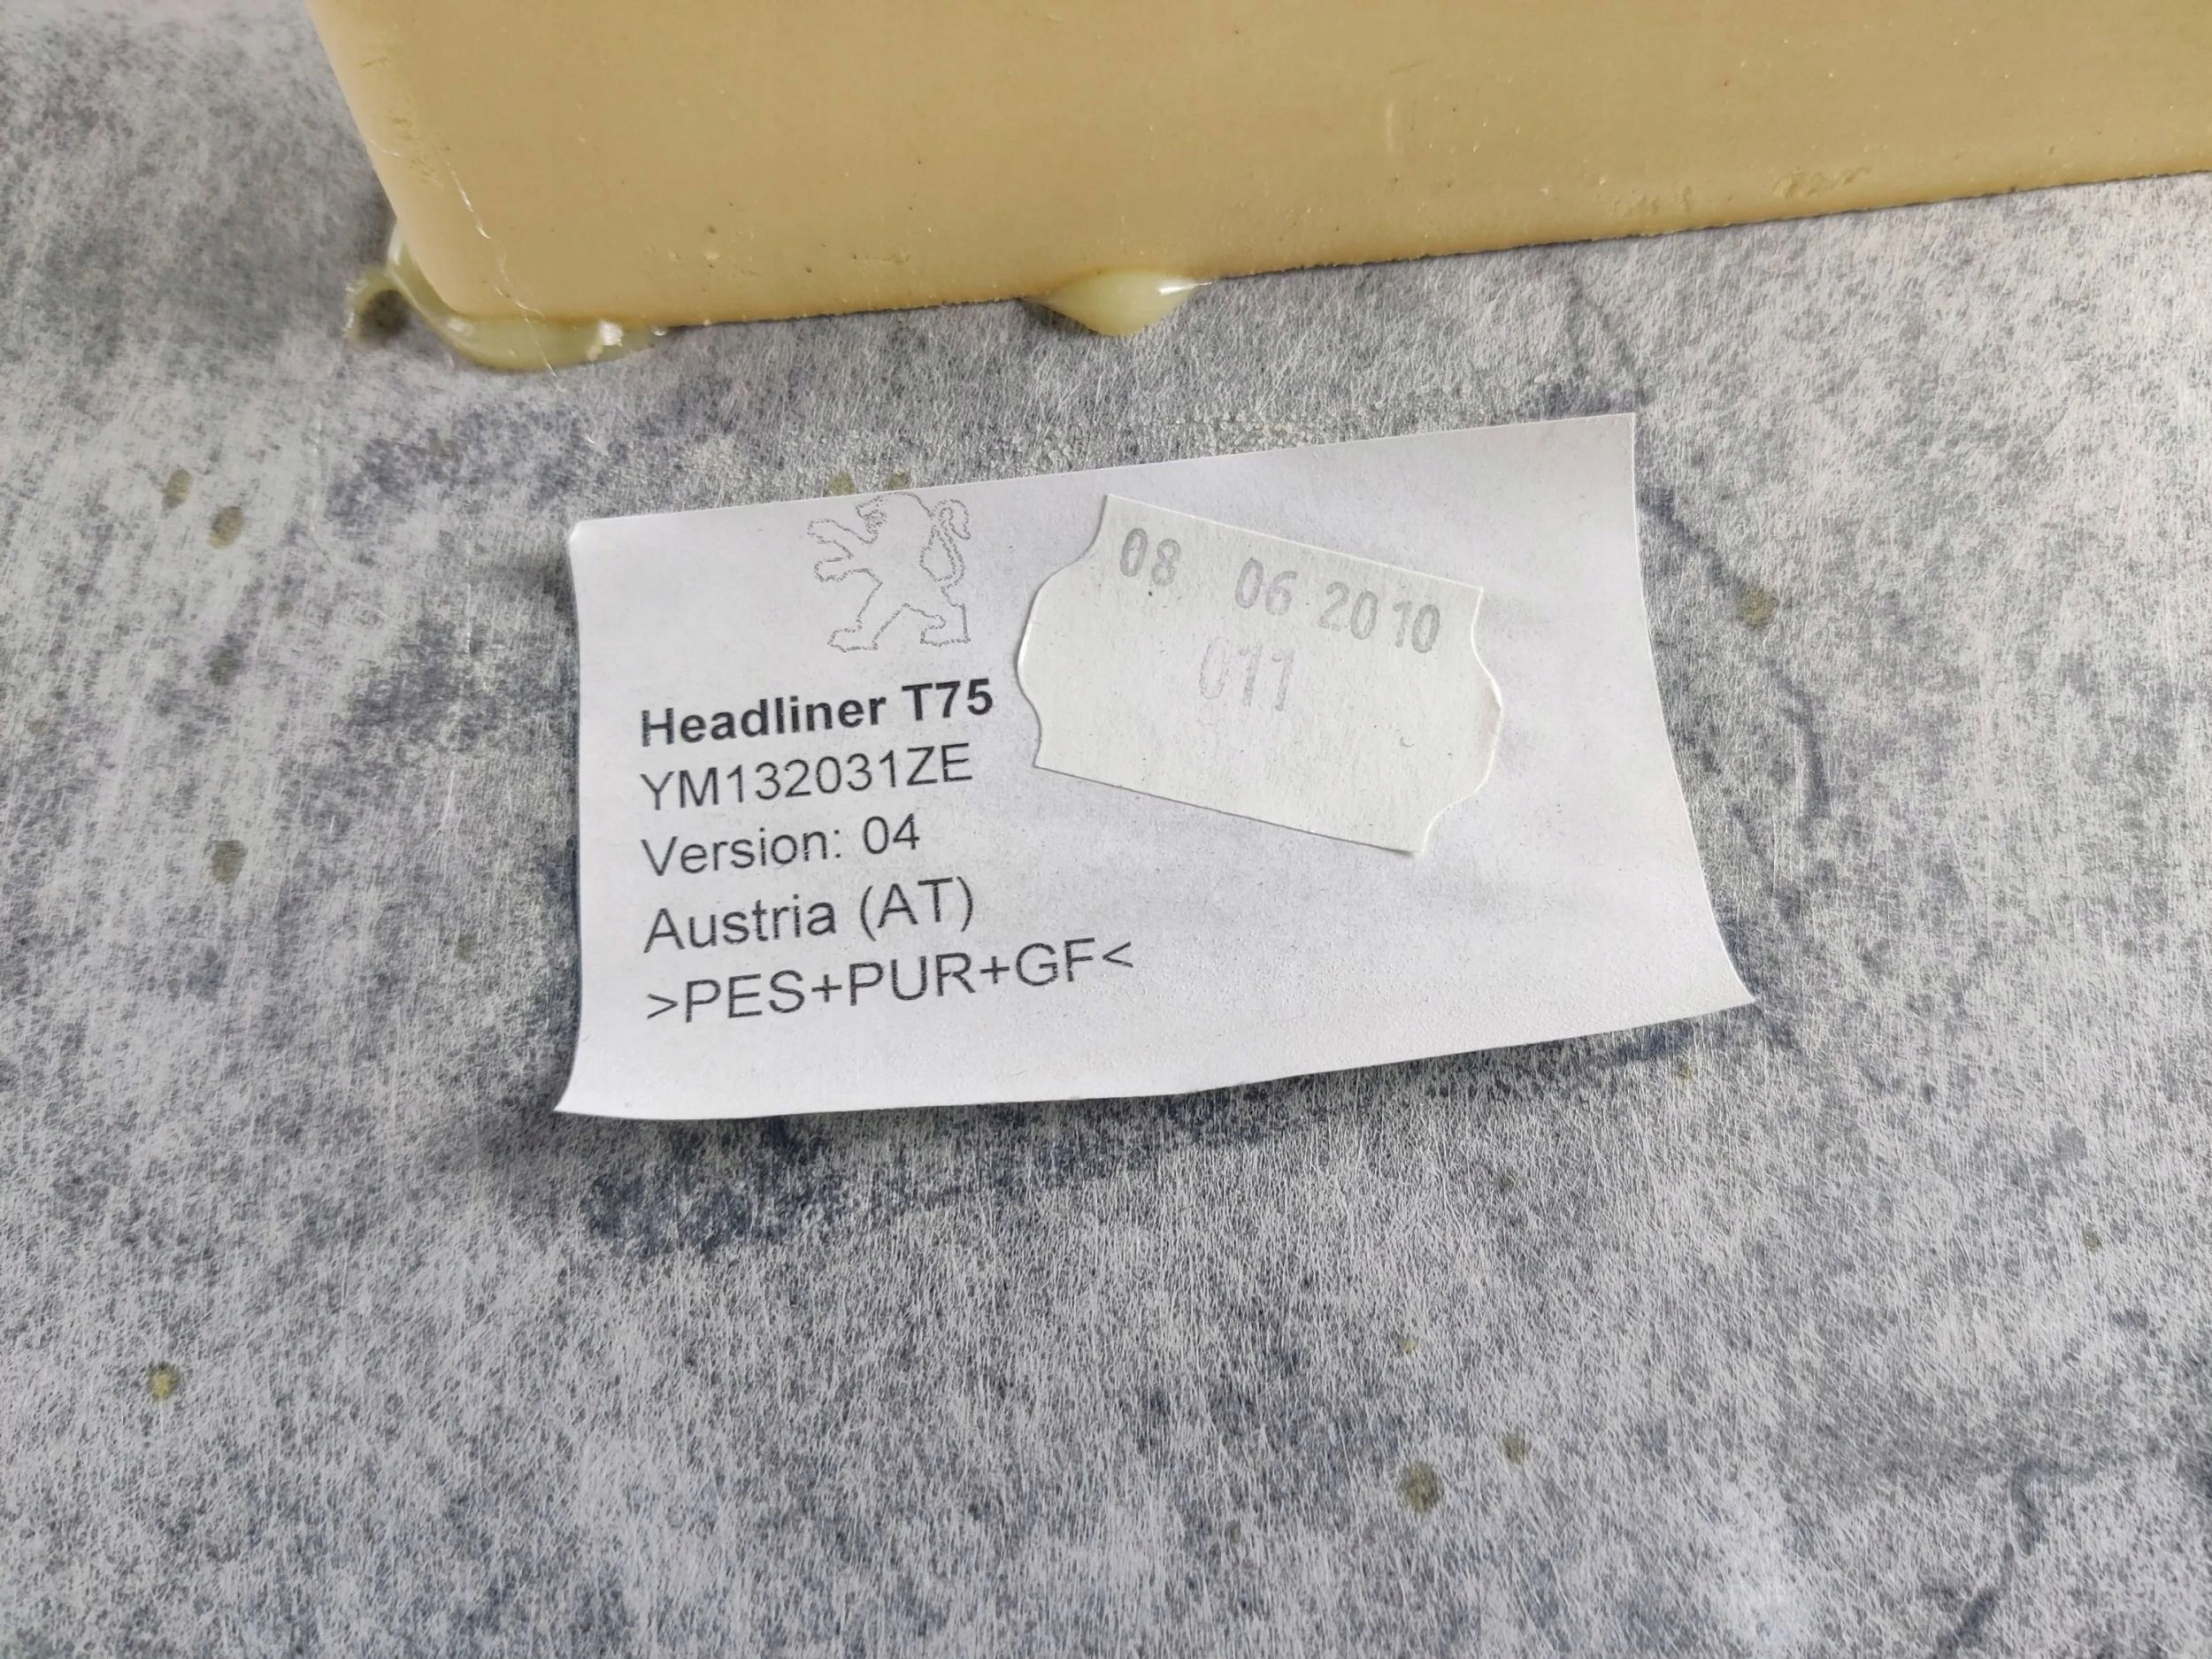 Headliner T75
YM132031ZE
Version: 04
Austria (AT)
>PES+PUR+GF<
08 06 2010
011